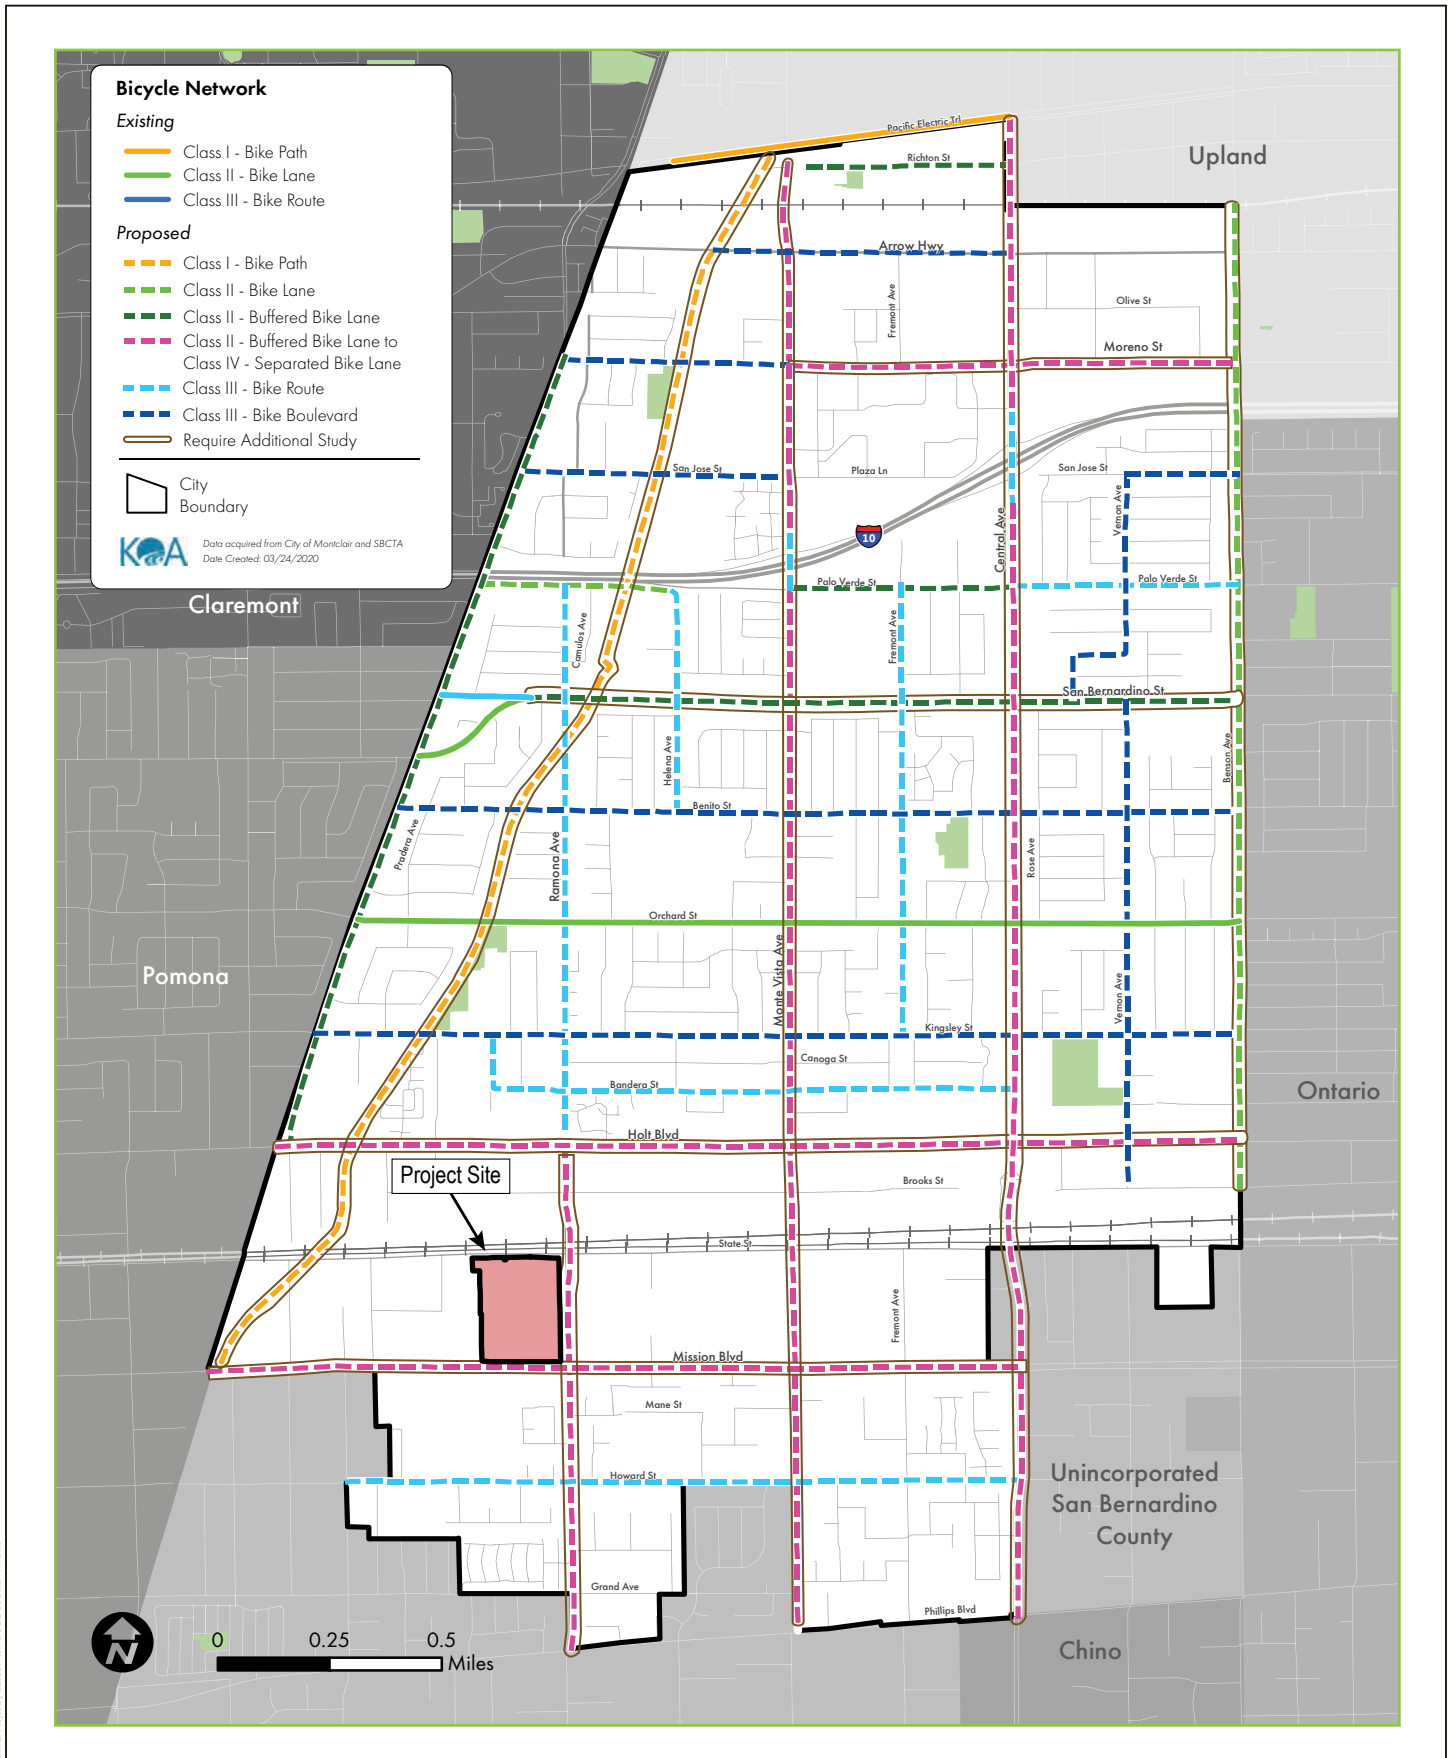 Bicycle Network
Existing
Class I - Bike Path
Class II - Bike Lane
Class III - Bike Route
Proposed
Class I - Bike Path
Class II - Bike Lane
Class II - Buffered Bike Lane
Class II - Buffered Bike Lane to
Class IV - Separated Bike Lane
Class III - Bike Route
Class III - Bike Boulevard
Require Additional Study
City
Boundary
KOA
Data acquired from City of Montclair and SBCTA
Date Created: 03/24/2020
Pacific Electric Trl
Richton St
Upland
Arrow Hwy
Fremont Ave
Olive St
Moreno St
San Jose St
Plaza Ln
San Jose St
Vernon Ave
Central Ave
10
Palo Verde St
Palo Verde St
Claremont
Camulos Ave
Fremont Ave
San Bernardino St
Helena Ave
Benson Ave
Benito St
Pradera Ave
Ramona Ave
Rose Ave
Orchard St
Monte Vista Ave
Pomona
Vernon Ave
Kingsley St
Canoga St
Bandera St
Ontario
Holt Blvd
Project Site
Brooks St
State St
Fremont Ave
Mission Blvd
Mane St
Howard St
Unincorporated
San Bernardino
County
Grand Ave
Phillips Blvd
Chino
N
0 0.25 0.5
Miles